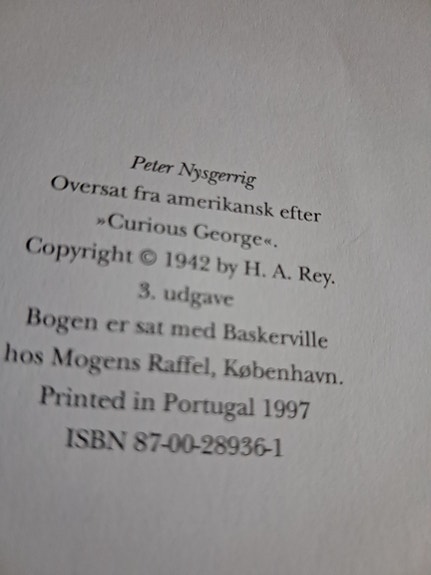 Peter Nysgerrig
Oversat fra amerikansk efter
»Curious George«.
Copyright © 1942 by H. A. Rey.
3. udgave
Bogen er sat med Baskerville
hos Mogens Raffel, København.
Printed in Portugal 1997
ISBN 87-00-28936-1